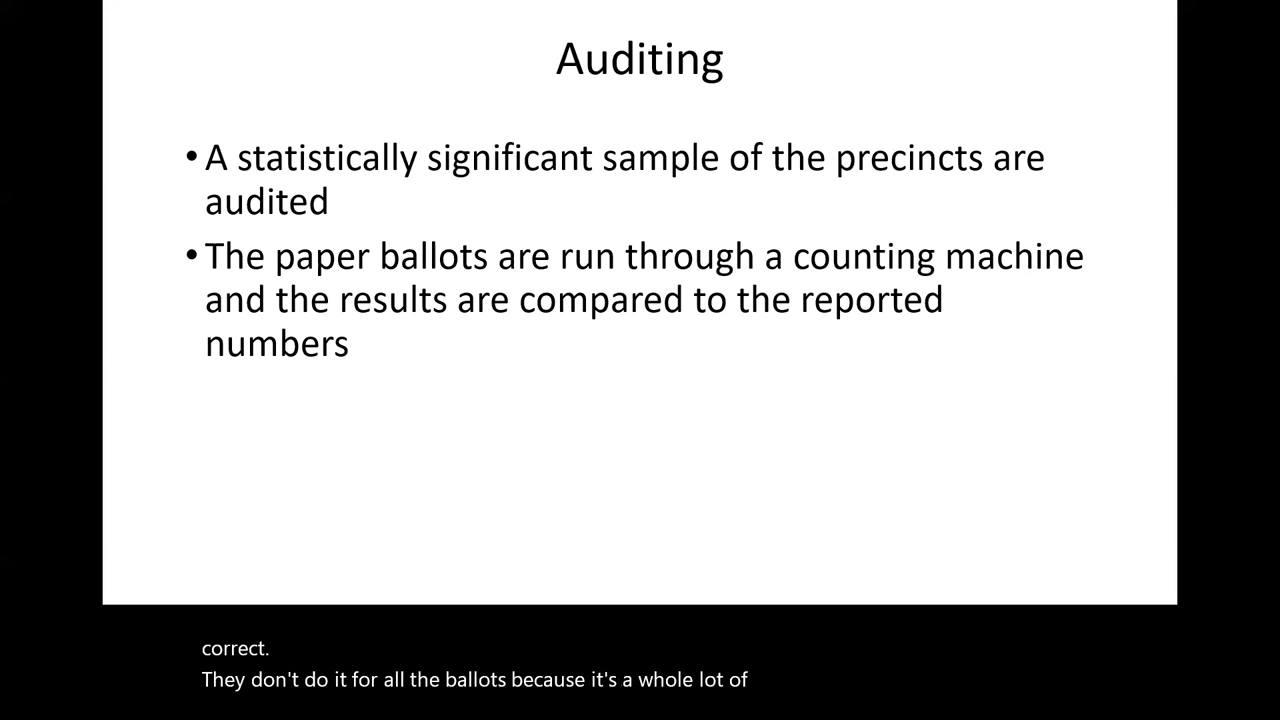 Auditing
• A statistically significant sample of the precincts are
audited
• The paper ballots are run through a counting machine
and the results are compared to the reported
numbers
correct.
They don't do it for all the ballots because it's a whole lot of